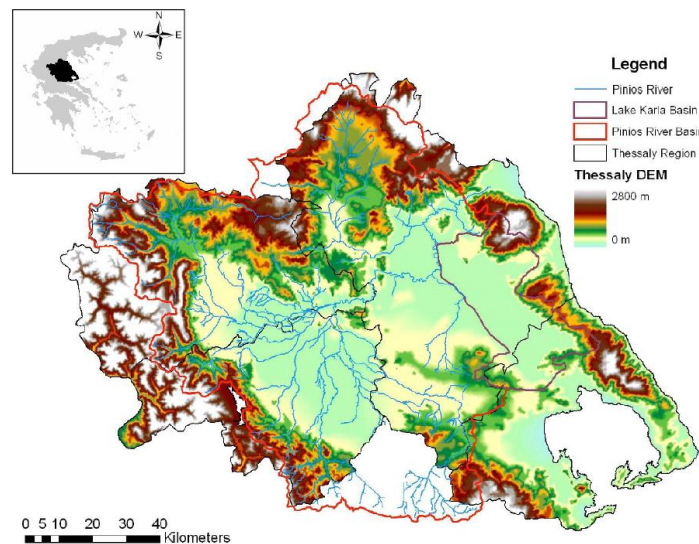 N
W E
S
Legend
Pinios River
Lake Karla Basin
Pinios River Basin
Thessaly Region
Thessaly DEM
2800 m
0 m
0 5 10 20 30 40
Kilometers